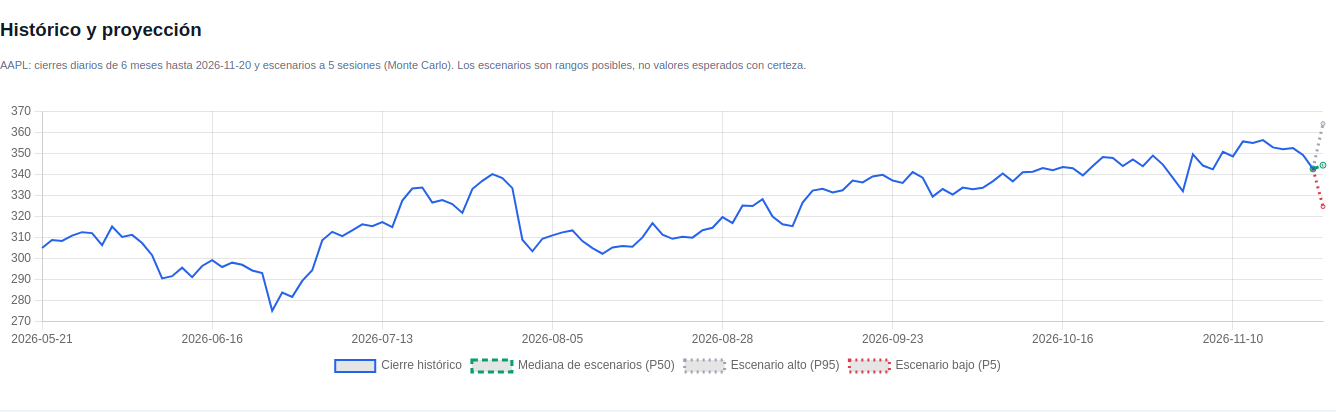 Histórico y proyección
AAPL: cierres diarios de 6 meses hasta 2026-11-20 y escenarios a 5 sesiones (Monte Carlo). Los escenarios son rangos posibles, no valores esperados con certeza.
370
360
350
340
330
320
310
300
290
280
270
2026-05-21 2026-06-16 2026-07-13 2026-08-05 2026-08-28 2026-09-23 2026-10-16 2026-11-10
Cierre histórico Mediana de escenarios (P50) Escenario alto (P95) Escenario bajo (P5)